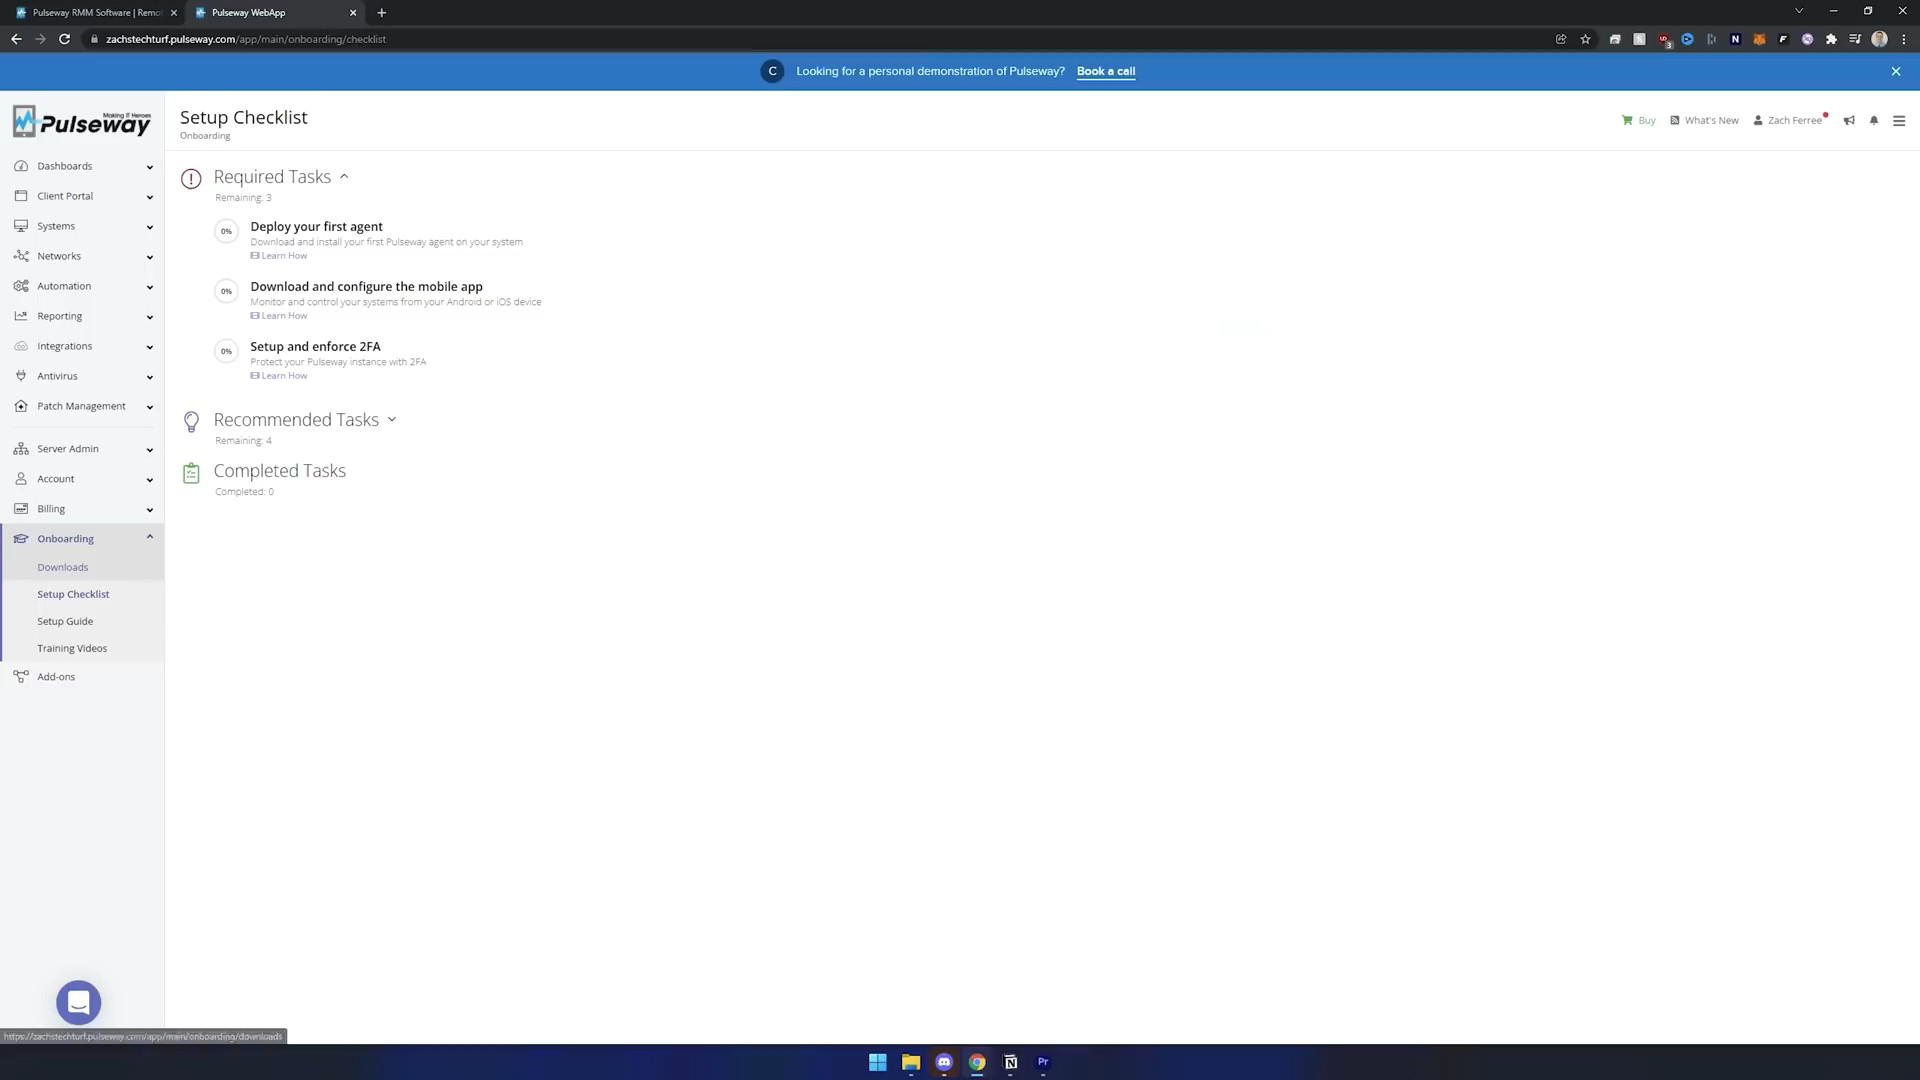 Pulseway RMM Software | Remo
Pulseway WebApp
zachstechturf.pulseway.com/app/main/onboarding/checklist
3
C
Looking for a personal demonstration of Pulseway? Book a call
Making IT Heroes
Pulseway
Setup Checklist
Onboarding
Buy
What's New
Zach Ferree
Dashboards
Client Portal
Systems
Networks
Automation
Reporting
Integrations
Antivirus
Patch Management
Server Admin
Account
Billing
Onboarding
Downloads
Setup Checklist
Setup Guide
Training Videos
Add-ons
Required Tasks
Remaining: 3
0%
Deploy your first agent
Download and install your first Pulseway agent on your system
Learn How
0%
Download and configure the mobile app
Monitor and control your systems from your Android or iOS device
Learn How
0%
Setup and enforce 2FA
Protect your Pulseway instance with 2FA
Learn How
Recommended Tasks
Remaining: 4
Completed Tasks
Completed: 0
https://zachstechturf.pulseway.com/app/main/onboarding/downloads
Pr